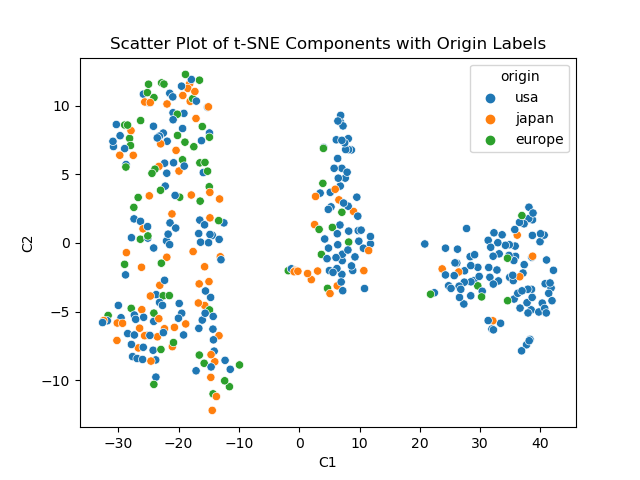 Scatter Plot of t-SNE Components with Origin Labels
origin
usa
japan
europe
10
5
0
−5
−10
C2
−30
−20
−10
0
10
20
30
40
C1